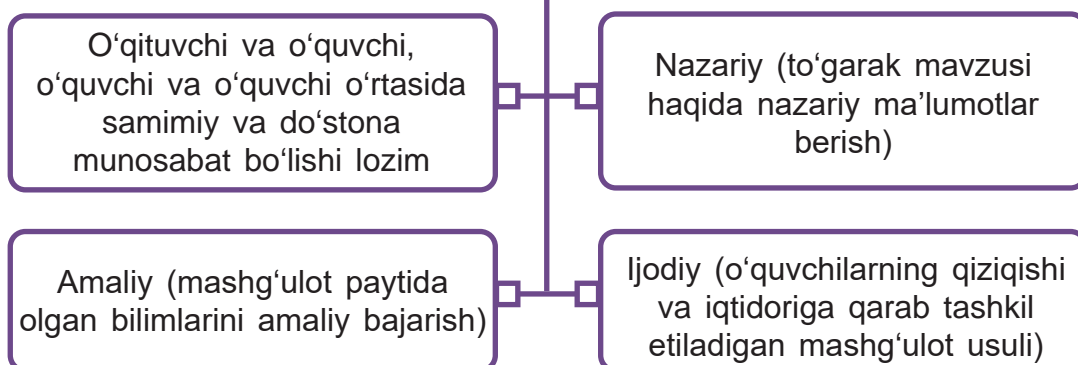 O‘qituvchi va o‘quvchi,
o‘quvchi va o‘quvchi o‘rtasida
samimiy va do‘stona
munosabat bo‘lishi lozim
Nazariy (to‘garak mavzusi
haqida nazariy ma’lumotlar
berish)
Amaliy (mashg‘ulot paytida
olgan bilimlarini amaliy bajarish)
Ijodiy (o‘quvchilarning qiziqishi
va iqtidoriga qarab tashkil
etiladigan mashg‘ulot usuli)